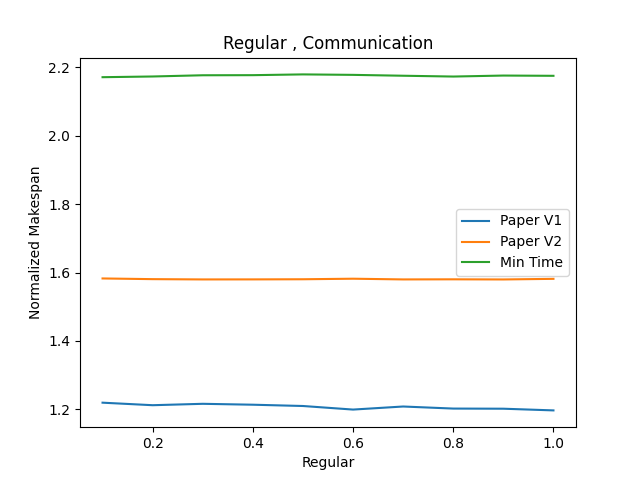 Regular , Communication
Normalized Makespan
2.2
2.0
1.8
1.6
1.4
1.2
Paper V1
Paper V2
Min Time
0.2 0.4 0.6 0.8 1.0
Regular